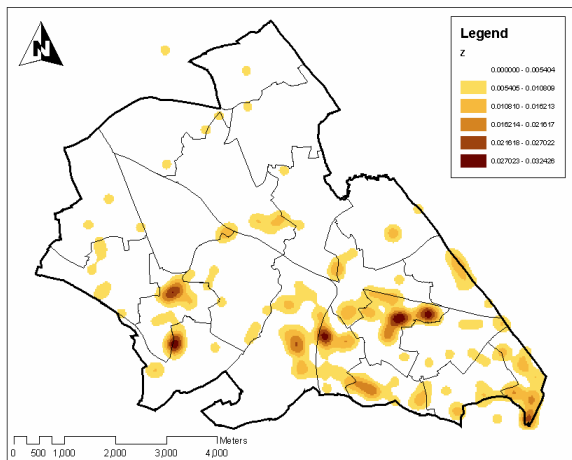 N
Legend
z
0.000000 - 0.005404
0.005405 - 0.010809
0.010810 - 0.016213
0.016214 - 0.021617
0.021618 - 0.027022
0.027023 - 0.032426
0 500 1,000 2,000 3,000 4,000 Meters